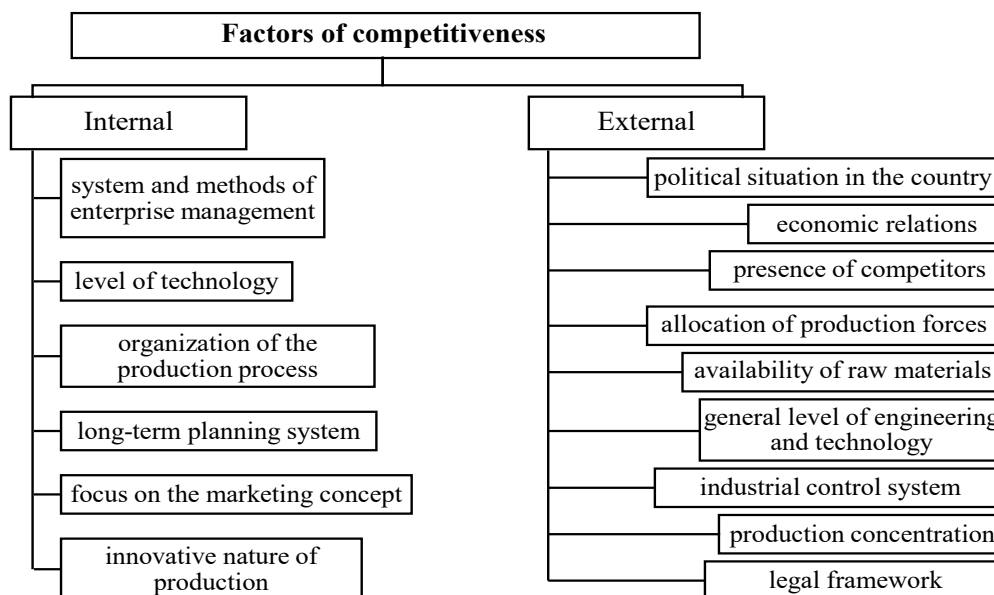 Factors of competitiveness
Internal
system and methods of
enterprise management
level of technology
organization of the
production process
long-term planning system
focus on the marketing concept
innovative nature of
production
External
political situation in the country
economic relations
presence of competitors
allocation of production forces
availability of raw materials
general level of engineering
and technology
industrial control system
production concentration
legal framework